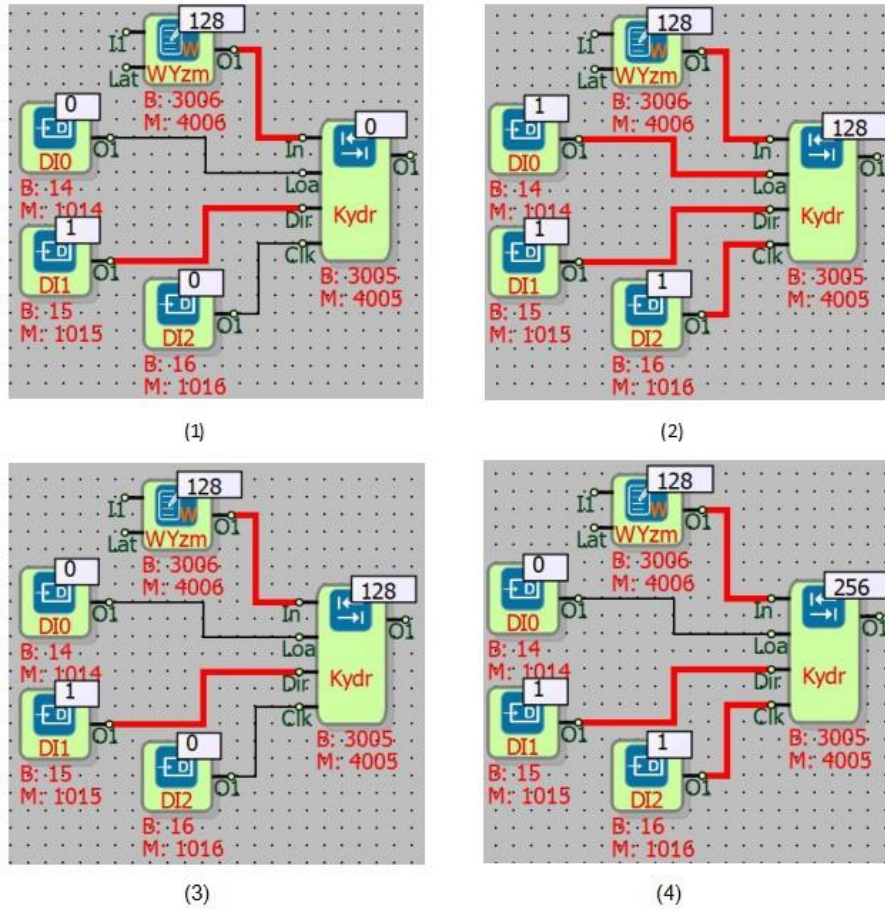 128
I1
Lat
O1
WYzm
B: 3006
M: 4006
0
O1
DI0
B: 14
M: 1014
1
O1
DI1
B: 15
M: 1015
0
O1
DI2
B: 16
M: 1016
0
In
Loa
Dir
Clk
O1
Kydr
B: 3005
M: 4005
(1)
128
I1
Lat
O1
WYzm
B: 3006
M: 4006
1
O1
DI0
B: 14
M: 1014
1
O1
DI1
B: 15
M: 1015
1
O1
DI2
B: 16
M: 1016
128
In
Loa
Dir
Clk
O1
Kydr
B: 3005
M: 4005
(2)
128
I1
Lat
O1
WYzm
B: 3006
M: 4006
0
O1
DI0
B: 14
M: 1014
1
O1
DI1
B: 15
M: 1015
0
O1
DI2
B: 16
M: 1016
128
In
Loa
Dir
Clk
O1
Kydr
B: 3005
M: 4005
(3)
128
I1
Lat
O1
WYzm
B: 3006
M: 4006
0
O1
DI0
B: 14
M: 1014
1
O1
DI1
B: 15
M: 1015
1
O1
DI2
B: 16
M: 1016
256
In
Loa
Dir
Clk
O1
Kydr
B: 3005
M: 4005
(4)